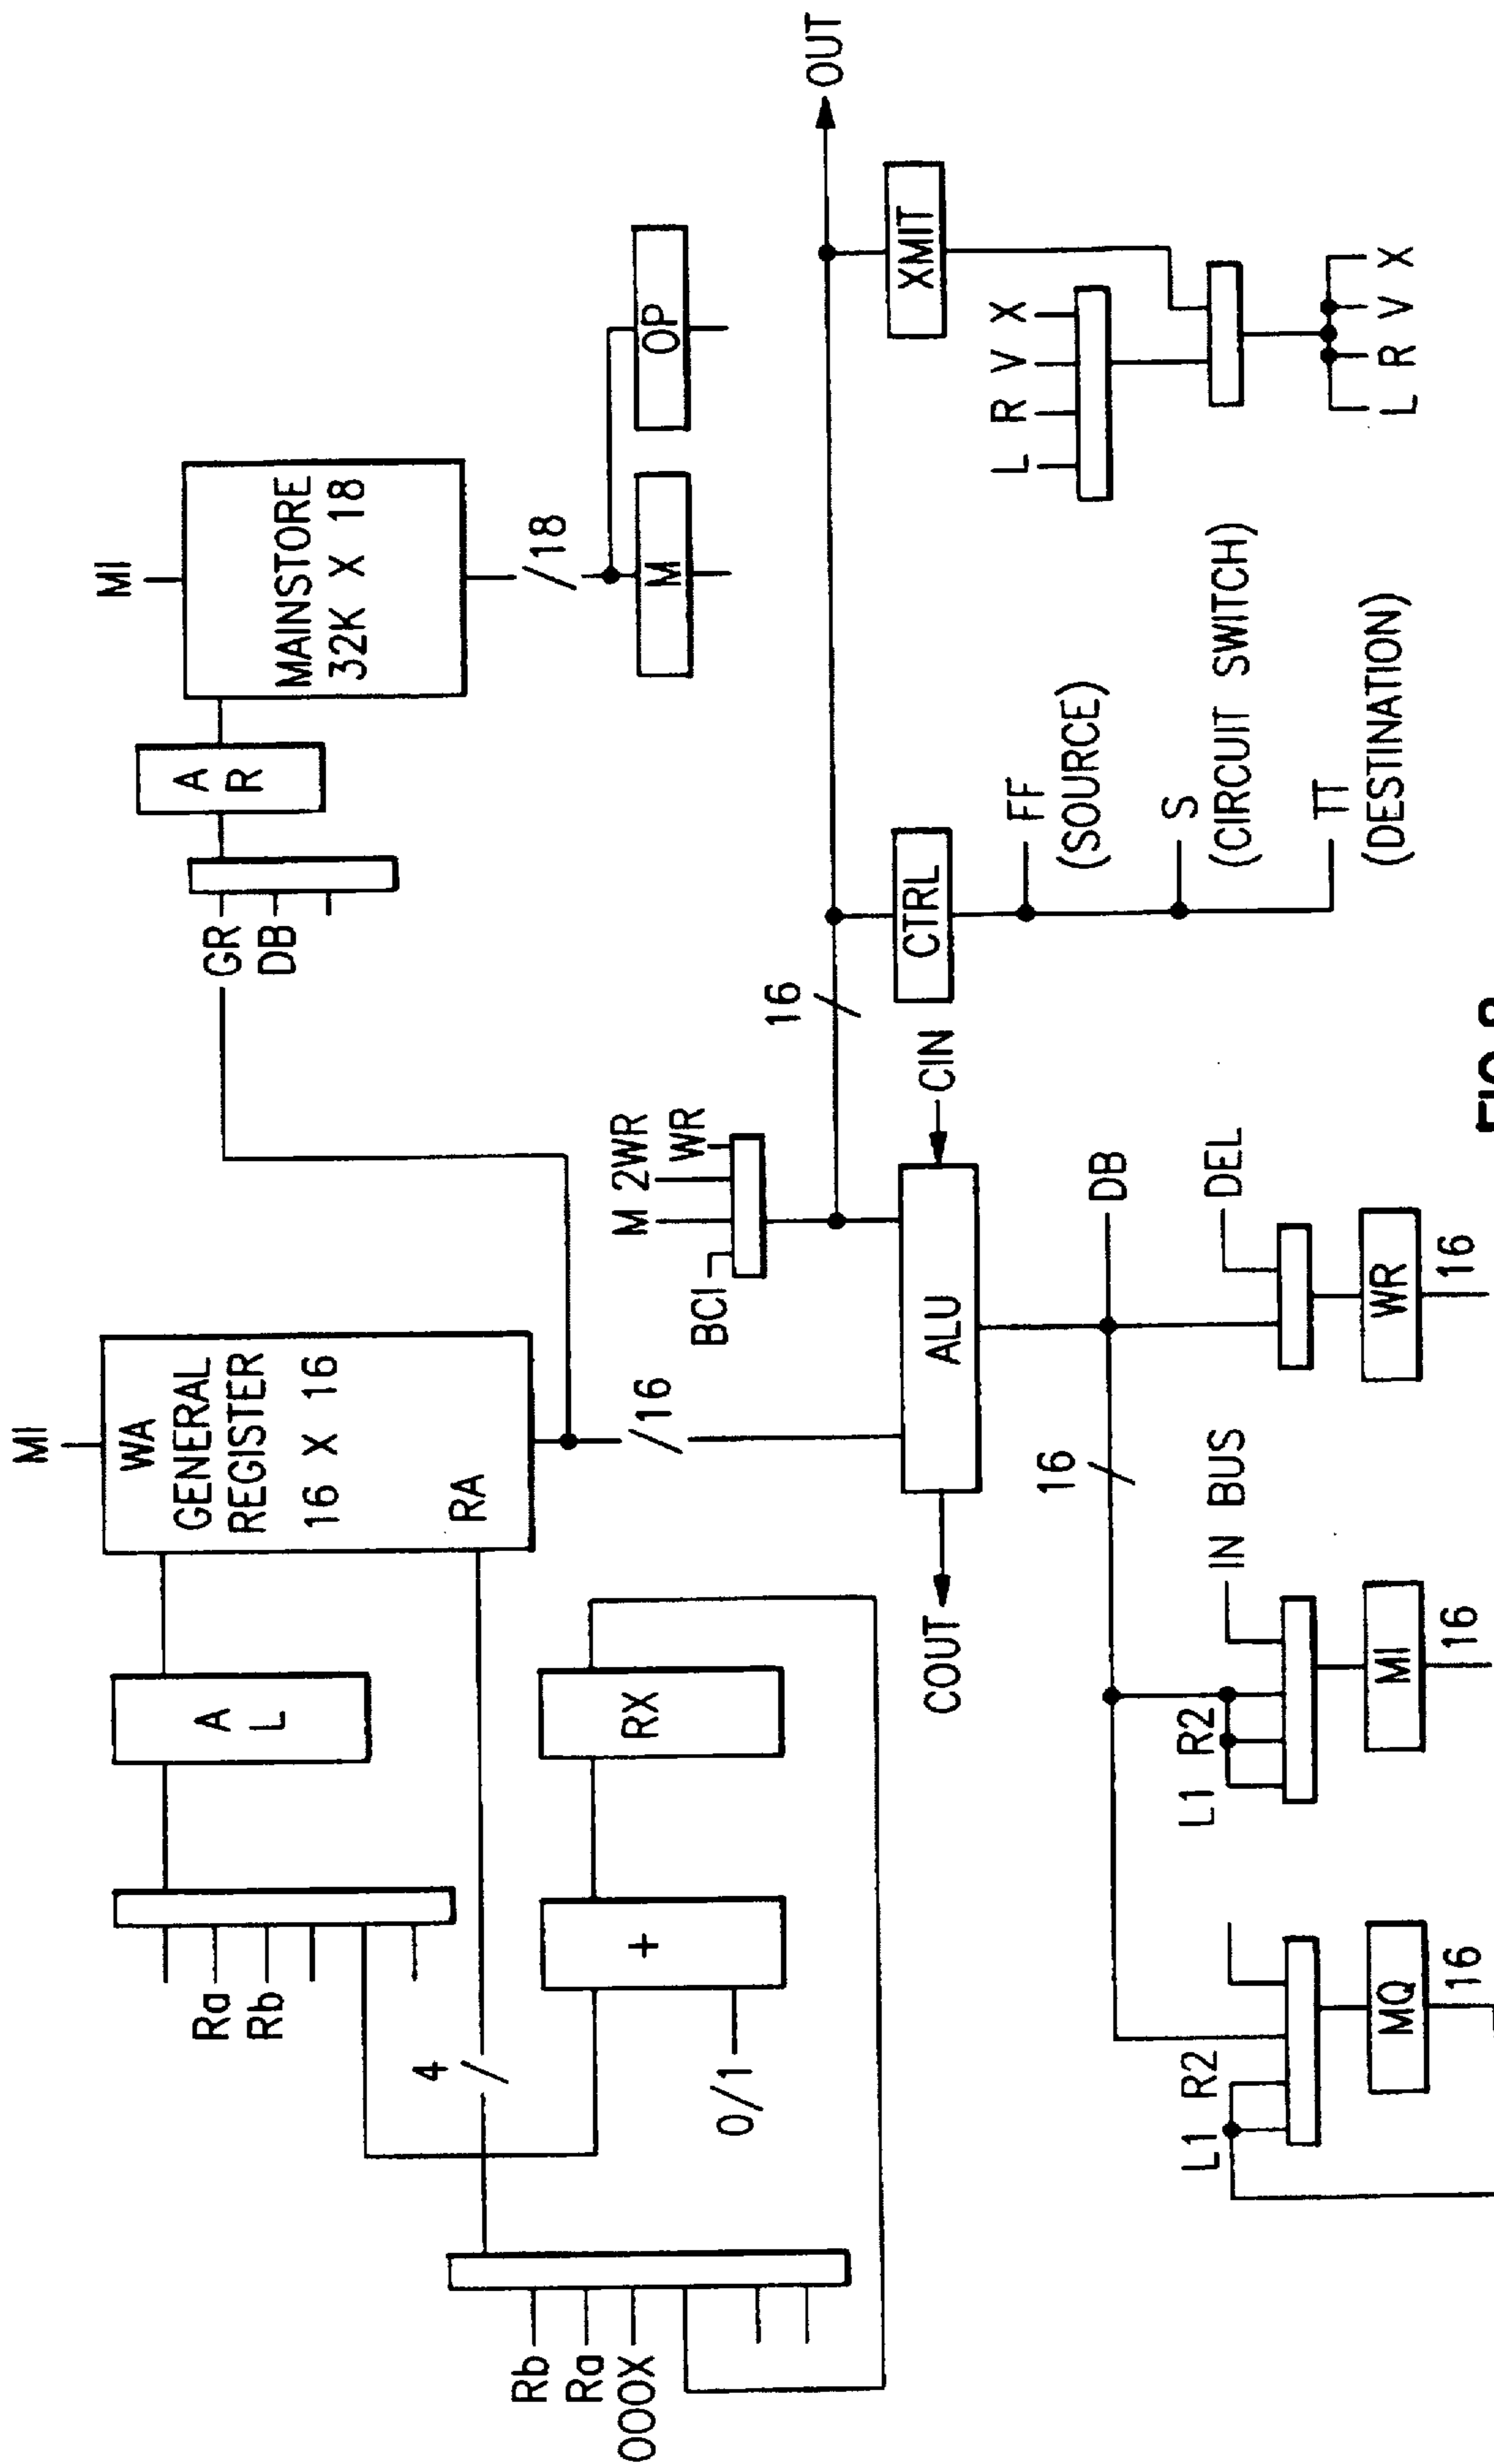 MI
WA
GENERAL
REGISTER
16 X 16
RA
A
L
Ra
Rb
4
RX
+
0/1
Rb
Ra
000X
/16
GR
DB
A
R
MI
MAINSTORE
32K X 18
/18
M
OP
BCI
M 2WR
WR
16
COUT
ALU
CIN
CTRL
FF
(SOURCE)
S
(CIRCUIT SWITCH)
TT
(DESTINATION)
OUT
XMIT
L R V X
L R V X
16
DB
L1 R2
MQ
16
L1 R2
IN BUS
MI
16
DEL
WR
16